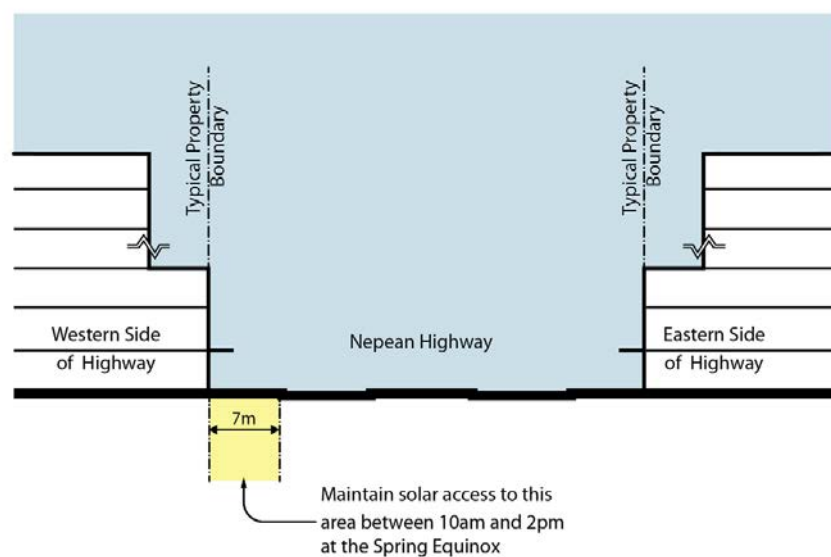 Typical Property
Boundary
Typical Property
Boundary
Western Side
of Highway
Nepean Highway
Eastern Side
of Highway
7m
Maintain solar access to this
area between 10am and 2pm
at the Spring Equinox